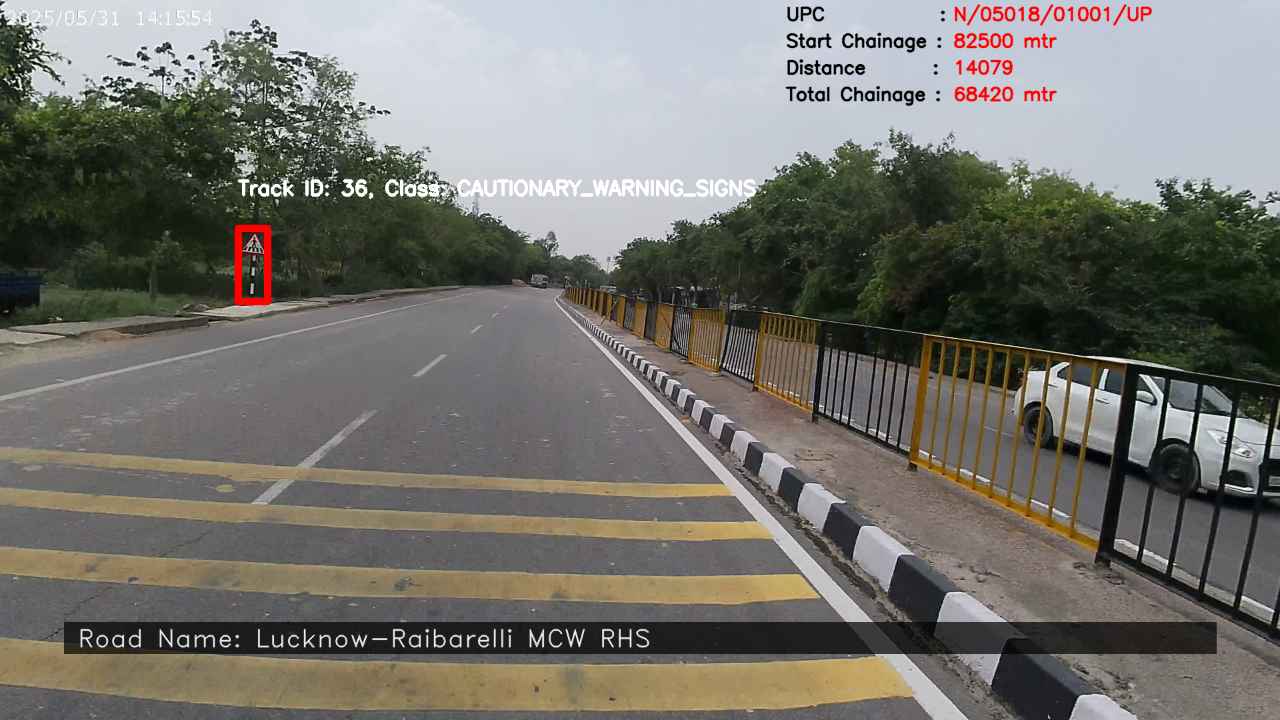 2025/05/31 14:15:54
UPC : N/05018/01001/UP
Start Chainage : 82500 mtr
Distance : 14079
Total Chainage : 68420 mtr
Track ID: 36, Class: CAUTIONARY_WARNING_SIGNS
Road Name: Lucknow-Raibarelli MCW RHS